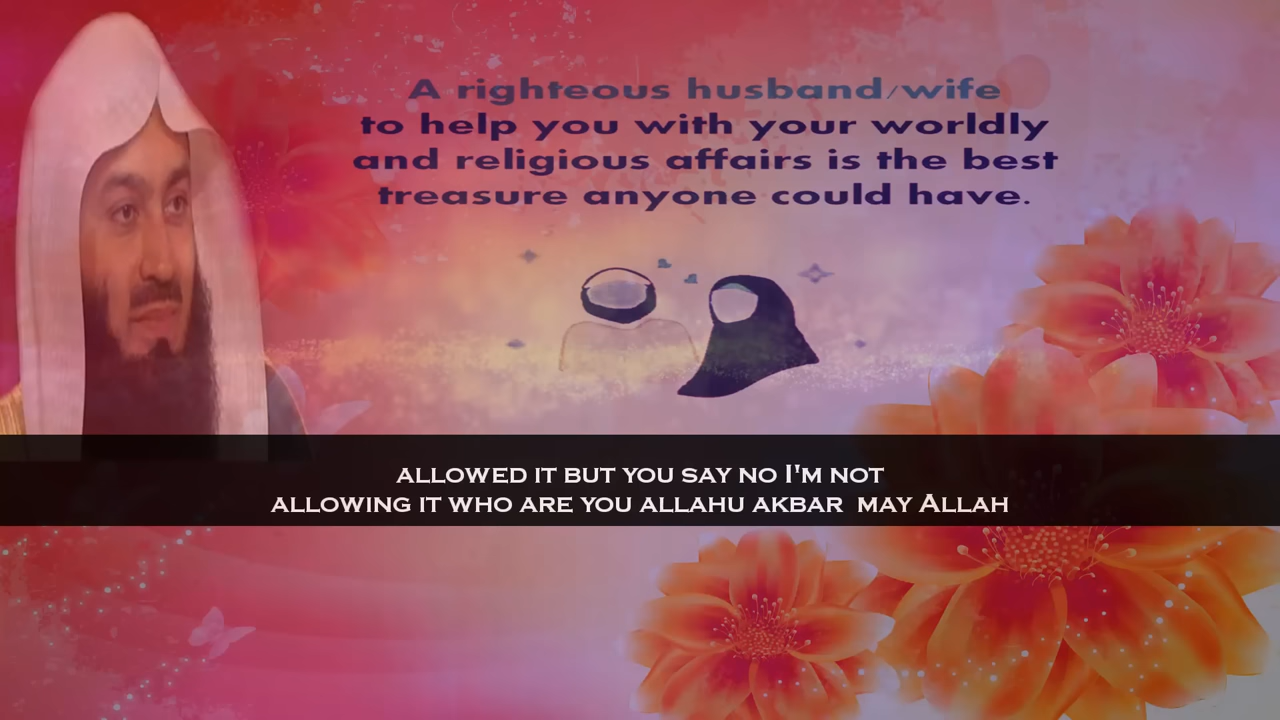 A righteous husband/wife
to help you with your worldly
and religious affairs is the best
treasure anyone could have.
ALLOWED IT BUT YOU SAY NO I'M NOT
ALLOWING IT WHO ARE YOU ALLAHU AKBAR  MAY ALLAH